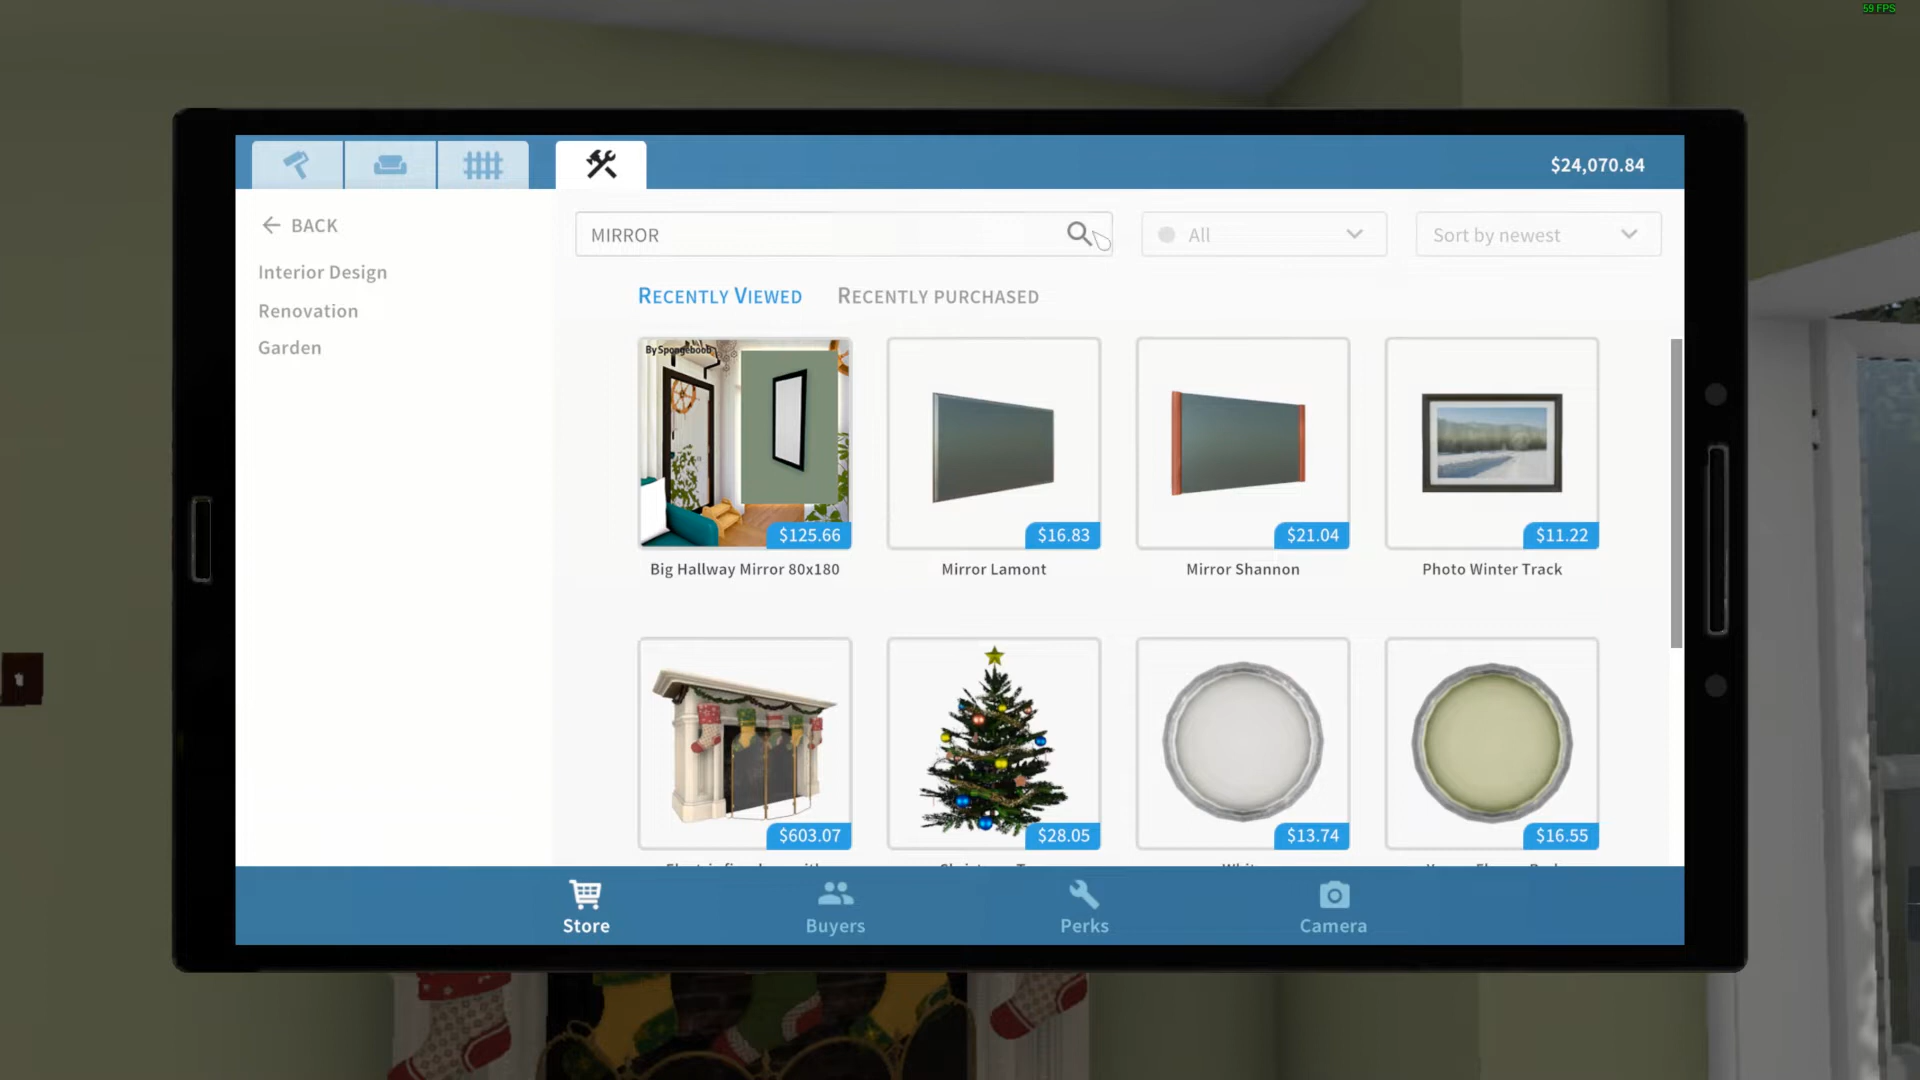 59 FPS
$24,070.84
BACK
MIRROR
All
Sort by newest
Interior Design
Renovation
Garden
RECENTLY VIEWED
RECENTLY PURCHASED
By Spongeboob
$125.66
$16.83
$21.04
$11.22
Big Hallway Mirror 80x180
Mirror Lamont
Mirror Shannon
Photo Winter Track
$603.07
$28.05
$13.74
$16.55
Store
Buyers
Perks
Camera